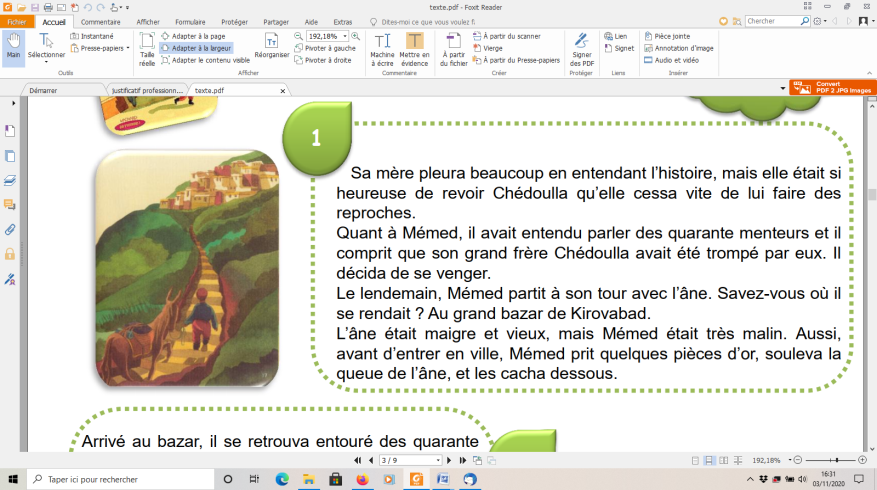 texte.pdf - Foxit Reader
Fichier Accueil Commentaire Afficher Formulaire Protéger Partager Aide Extras Dites-moi ce que vous voulez f
Chercher
Main
Sélectionner
Instantané
Presse-papiers
Outils
Taille réelle
Adapter à la page
Adapter à la largeur
Adapter le contenu visible
Réorganiser
192,18%
Pivoter à gauche
Pivoter à droite
Afficher
Machine à écrire
Mettre en évidence
Commentaire
À partir du fichier
À partir du scanner
Vierge
À partir du Presse-papiers
Créer
Signer des PDF
Protéger
Lien
Signet
Liens
Pièce jointe
Annotation d'image
Audio et vidéo
Insérer
Démarrer justificatif professionn... texte.pdf
Convert
PDF 2 JPG Images
1
Sa mère pleura beaucoup en entendant l'histoire, mais elle était si
heureuse de revoir Chédoulla qu'elle cessa vite de lui faire des
reproches.
Quant à Mémed, il avait entendu parler des quarante menteurs et il
comprit que son grand frère Chédoulla avait été trompé par eux. Il
décida de se venger.
Le lendemain, Mémed partit à son tour avec l'âne. Savez-vous où il
se rendait ? Au grand bazar de Kirovabad.
L'âne était maigre et vieux, mais Mémed était très malin. Aussi,
avant d'entrer en ville, Mémed prit quelques pièces d'or, souleva la
queue de l'âne, et les cacha dessous.
Arrivé au bazar, il se retrouva entouré des quarante
3 / 9
192,18%
Taper ici pour rechercher
16:31
03/11/2020